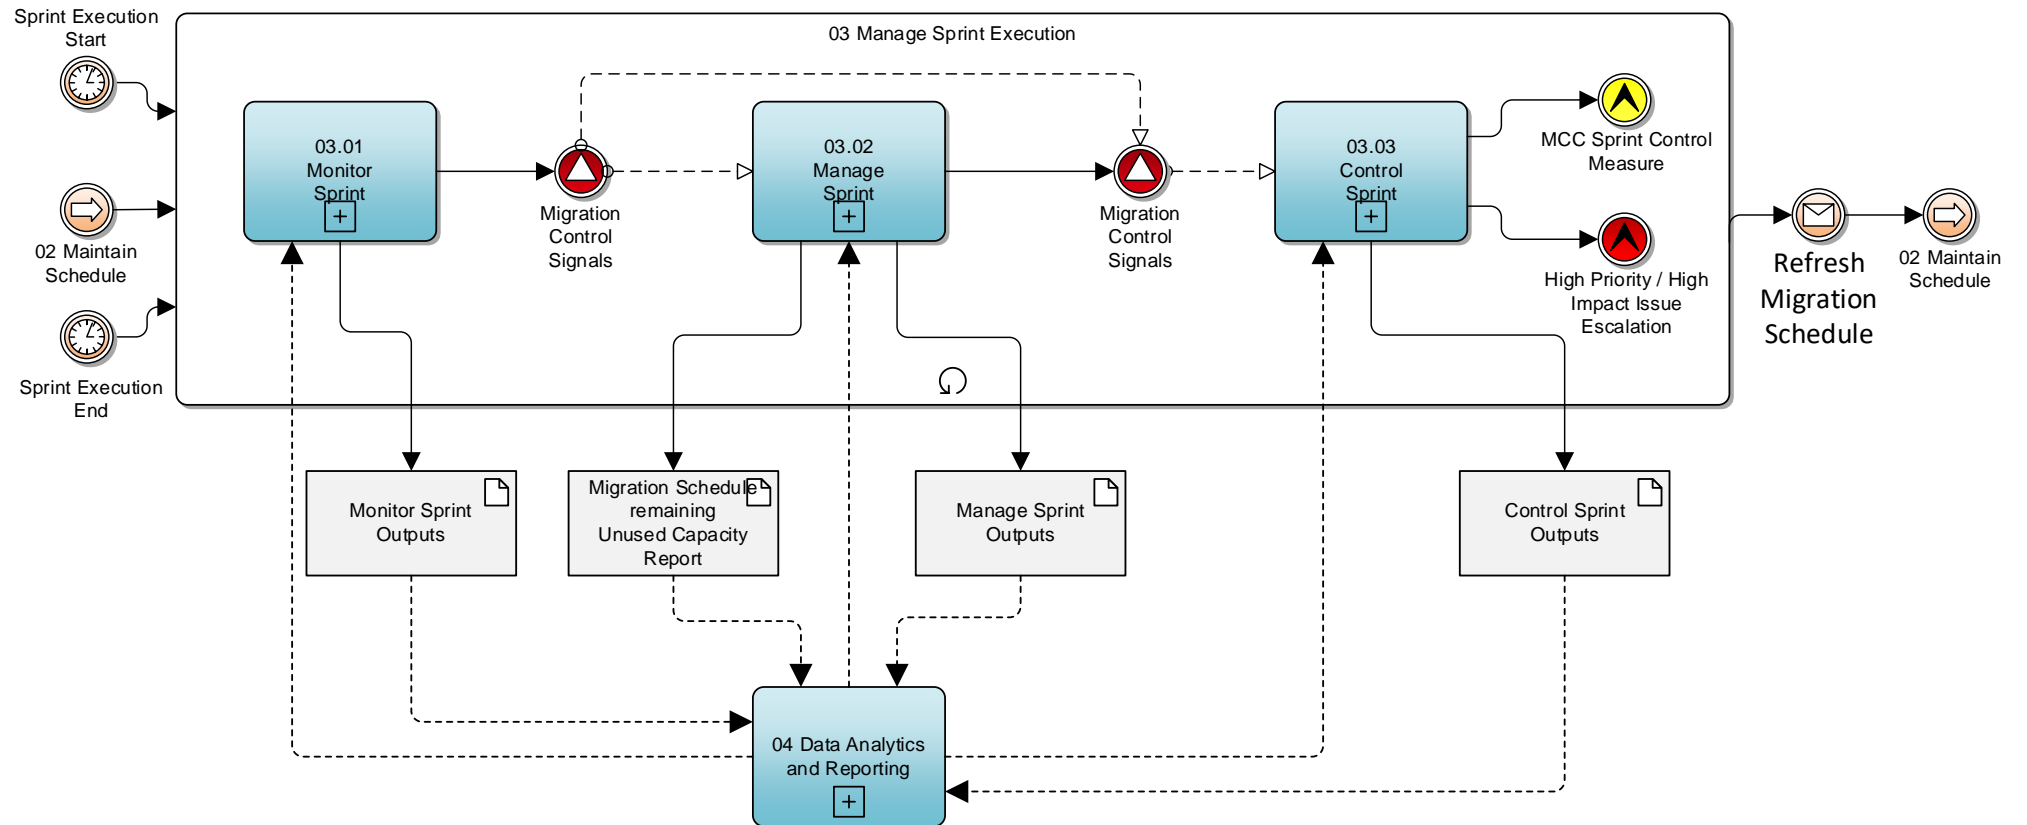 Sprint Execution
Start
03 Manage Sprint Execution
03.01
Monitor
Sprint
Migration
Control
Signals
03.02
Manage
Sprint
Migration
Control
Signals
03.03
Control
Sprint
MCC Sprint Control
Measure
High Priority / High
Impact Issue
Escalation
02 Maintain
Schedule
Sprint Execution
End
Refresh
Migration
Schedule
02 Maintain
Schedule
Monitor Sprint
Outputs
Migration Schedule
remaining
Unused Capacity
Report
Manage Sprint
Outputs
Control Sprint
Outputs
04 Data Analytics
and Reporting